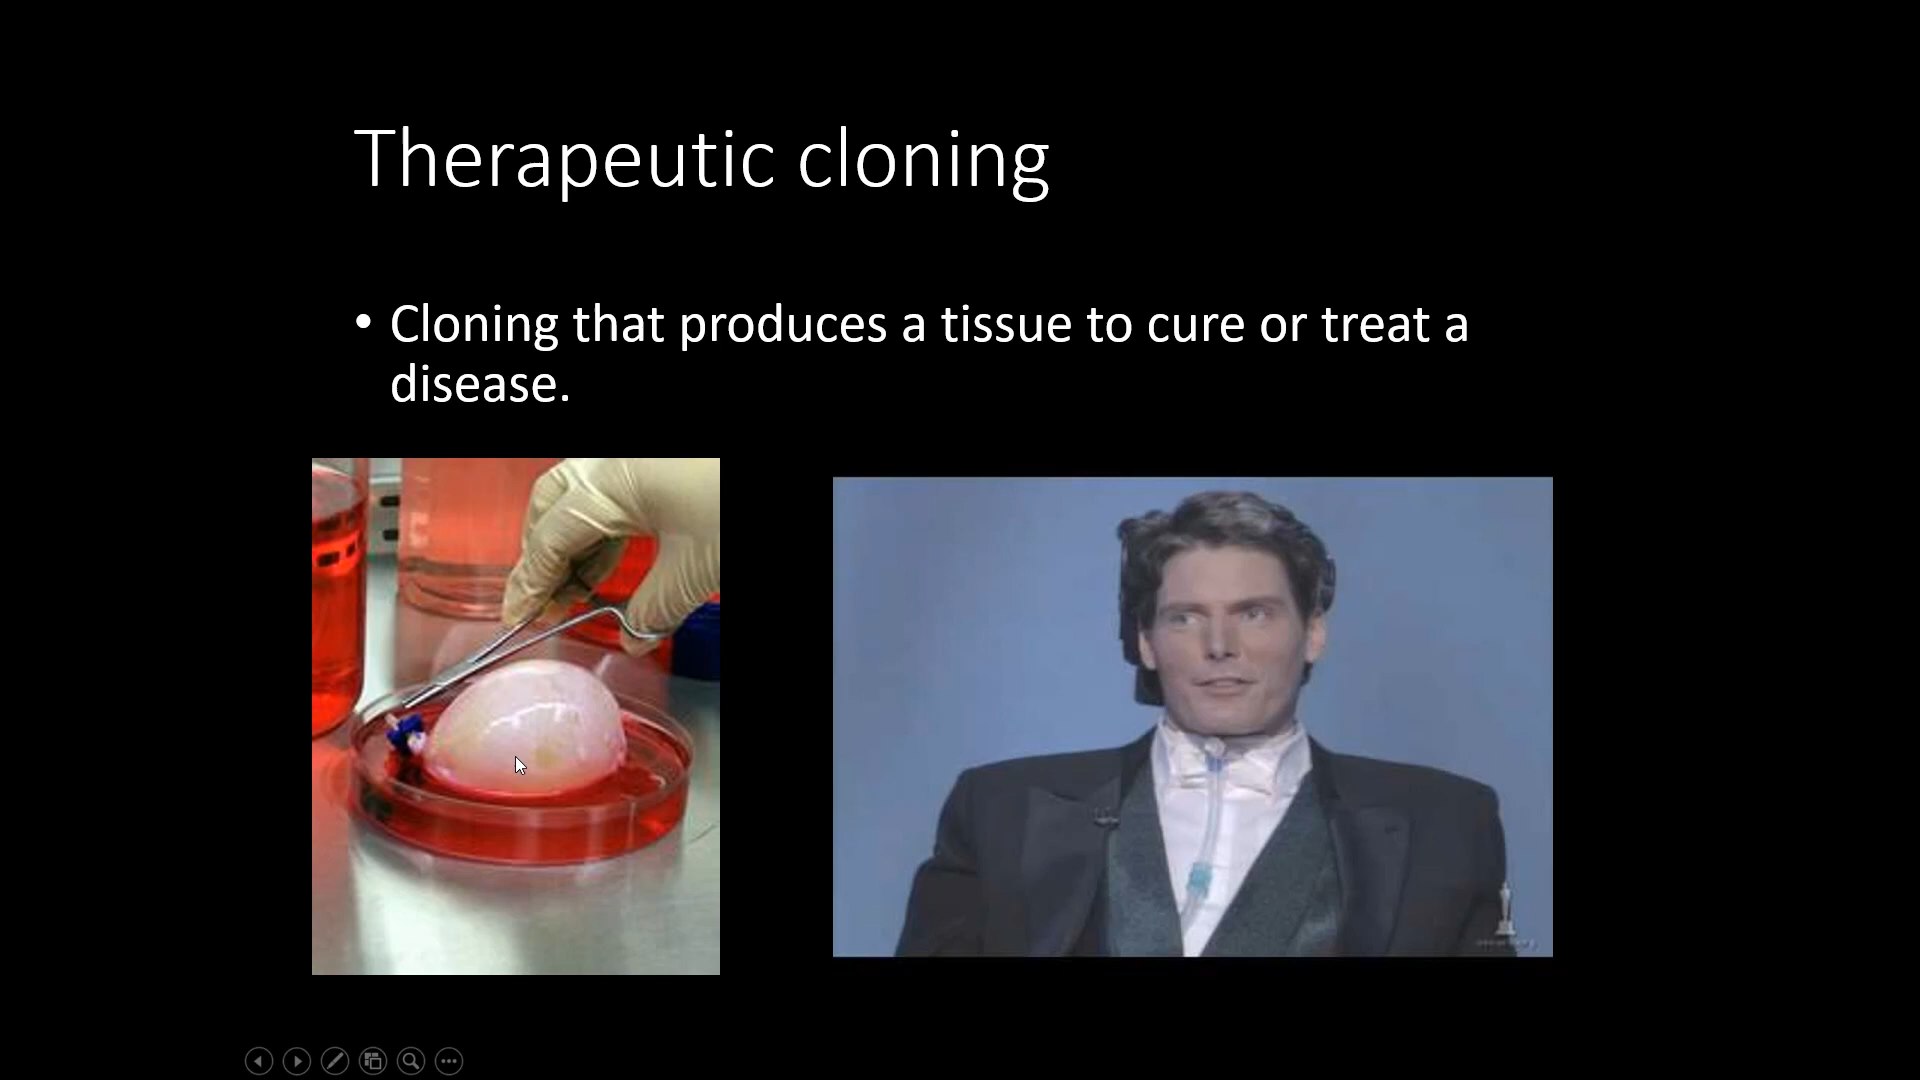 Therapeutic cloning
• Cloning that produces a tissue to cure or treat a
disease.